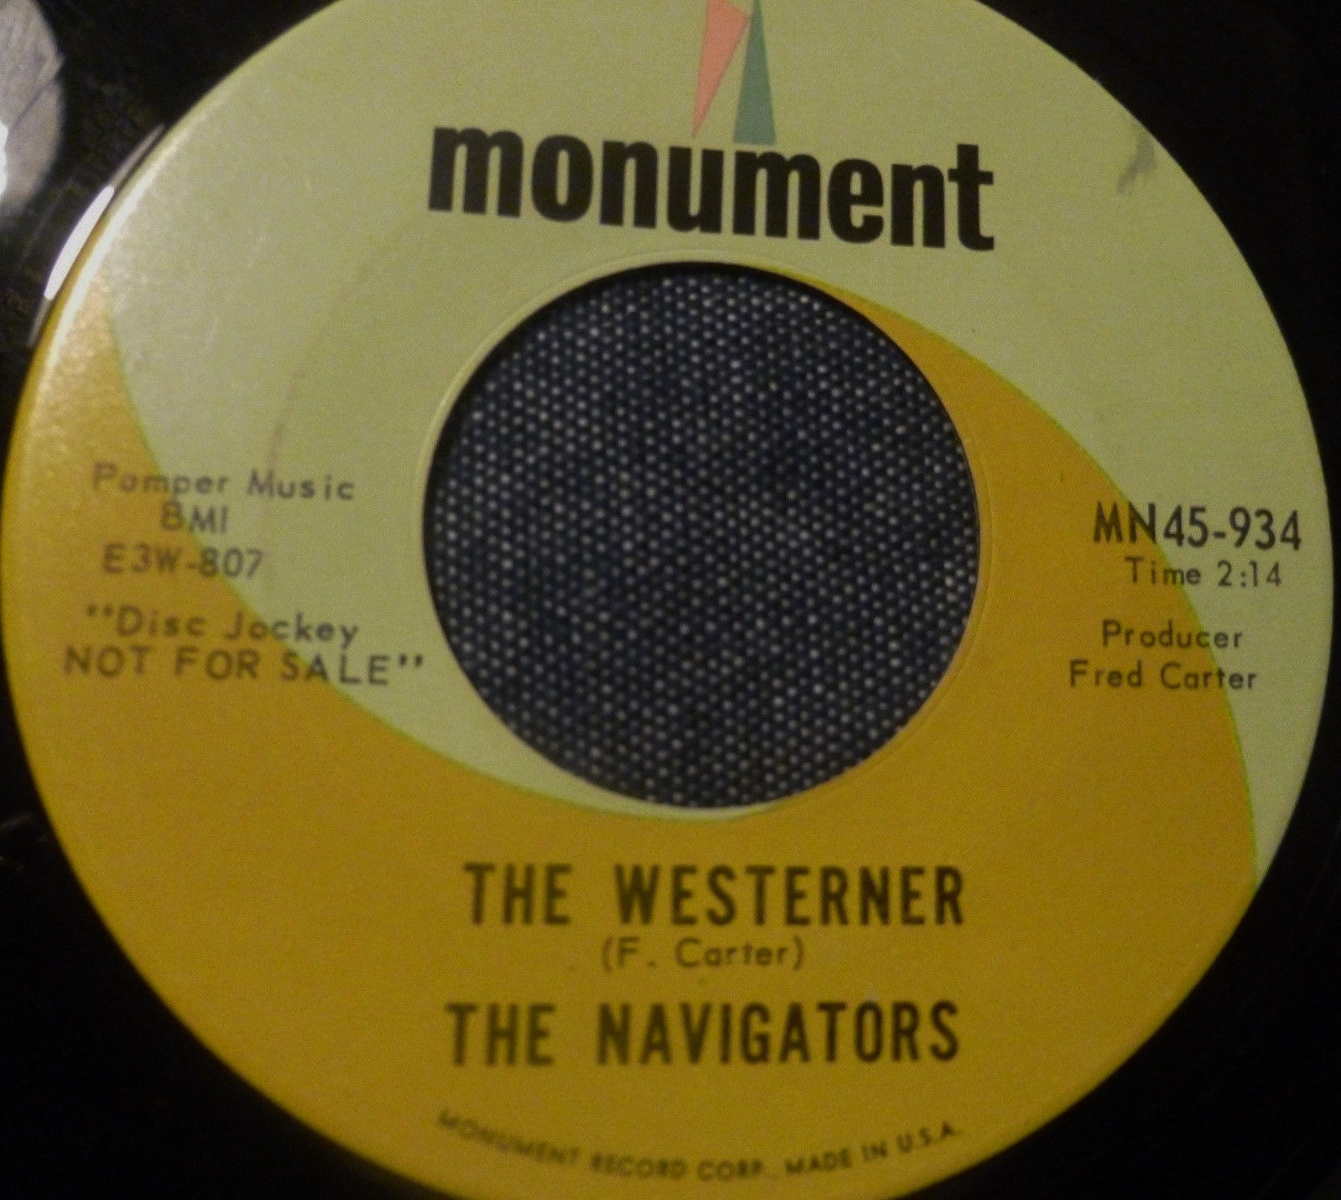 monument
Pamper Music
BMI
E3W-807
"Disc Jockey
NOT FOR SALE"
MN45-934
Time 2:14
Producer
Fred Carter
THE WESTERNER
(F. Carter)
THE NAVIGATORS
MONUMENT RECORD CORP., MADE IN U.S.A.